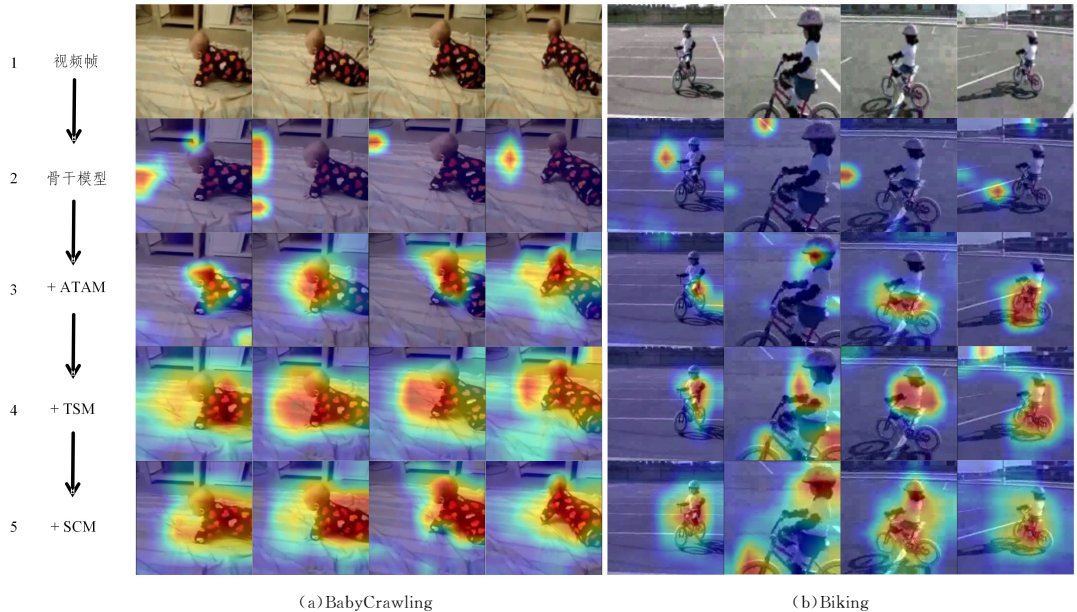 1 视频帧
2 骨干模型
3 + ATAM
4 + TSM
5 + SCM
(a)BabyCrawling
(b)Biking